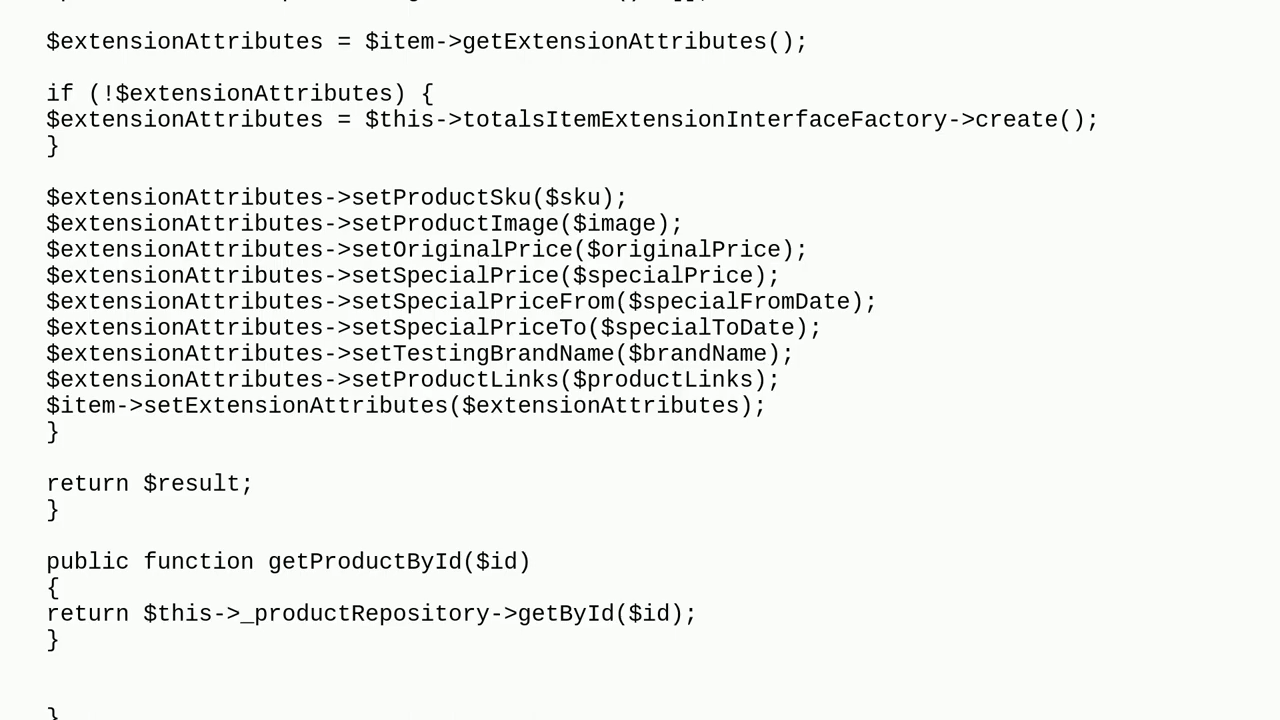 $extensionAttributes = $item->getExtensionAttributes();
if (!$extensionAttributes) {
$extensionAttributes = $this->totalsItemExtensionInterfaceFactory->create();
}
$extensionAttributes->setProductSku($sku);
$extensionAttributes->setProductImage($image);
$extensionAttributes->setOriginalPrice($originalPrice);
$extensionAttributes->setSpecialPrice($specialPrice);
$extensionAttributes->setSpecialPriceFrom($specialFromDate);
$extensionAttributes->setSpecialPriceTo($specialToDate);
$extensionAttributes->setTestingBrandName($brandName);
$extensionAttributes->setProductLinks($productLinks);
$item->setExtensionAttributes($extensionAttributes);
}
return $result;
}
public function getProductById($id)
{
return $this->_productRepository->getById($id);
}
}